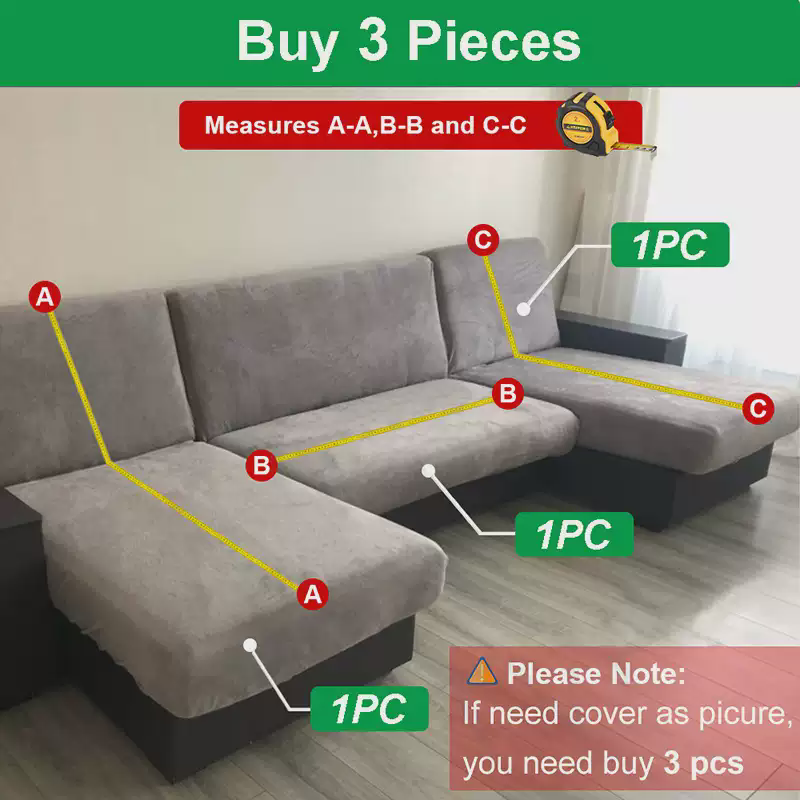 Buy 3 Pieces
Measures A-A,B-B and C-C
C
1PC
A
B
C
B
1PC
A
1PC
Please Note:
If need cover as picure,
you need buy 3 pcs